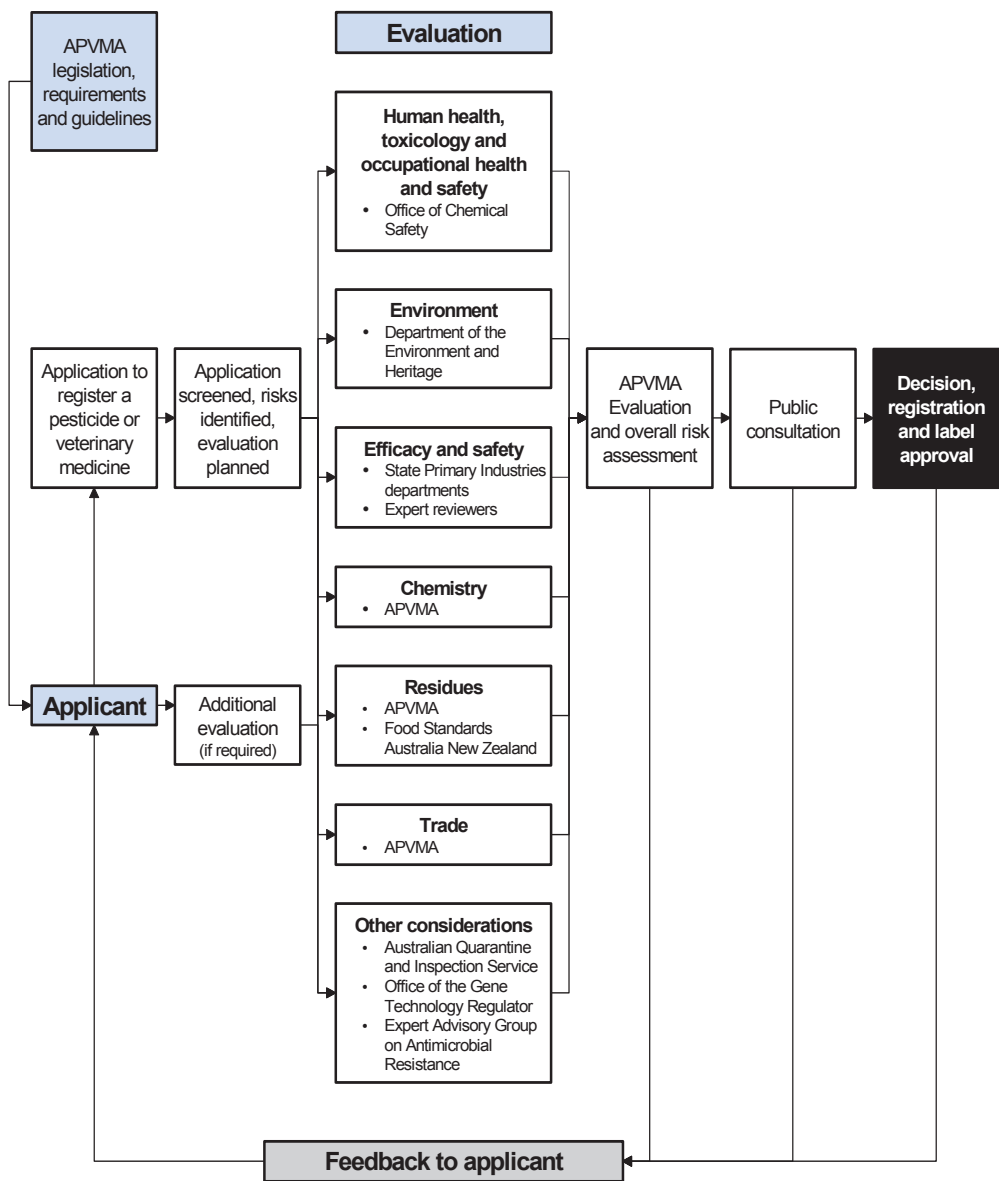 APVMA
legislation,
requirements
and guidelines
Evaluation
Human health,
toxicology and
occupational health
and safety
• Office of Chemical
Safety
Environment
• Department of the
Environment and
Heritage
Application to
register a
pesticide or
veterinary
medicine
Application
screened, risks
identified,
evaluation
planned
Efficacy and safety
• State Primary Industries
departments
• Expert reviewers
APVMA
Evaluation
and overall risk
assessment
Public
consultation
Decision,
registration
and label
approval
Chemistry
• APVMA
Applicant
Additional
evaluation
(if required)
Residues
• APVMA
• Food Standards
Australia New Zealand
Trade
• APVMA
Other considerations
• Australian Quarantine
and Inspection Service
• Office of the Gene
Technology Regulator
• Expert Advisory Group
on Antimicrobial
Resistance
Feedback to applicant